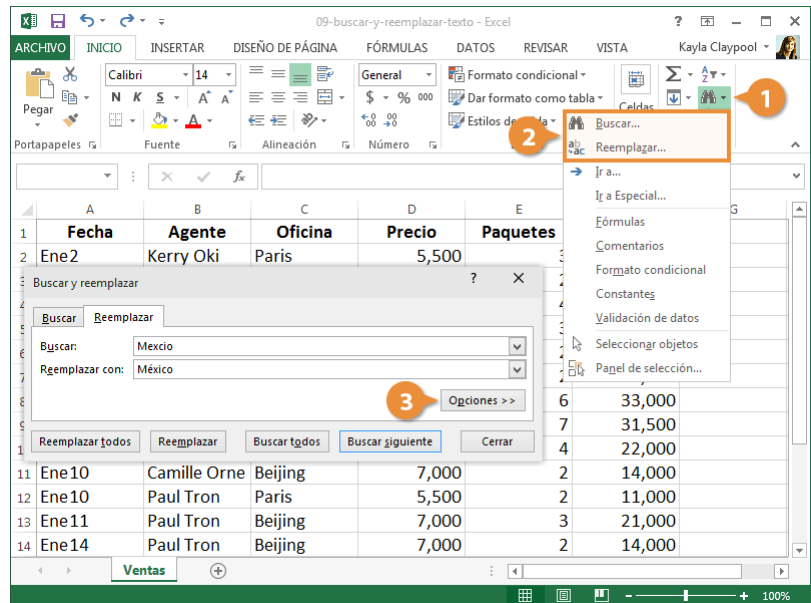 09-buscar-y-reemplazar-texto - Excel
ARCHIVO INICIO INSERTAR DISEÑO DE PÁGINA FÓRMULAS DATOS REVISAR VISTA Kayla Claypool
Calibri 14 General Formato condicional
Pegar N K S A A $ % 000 Dar formato como tabla Celdas
Estilos de
Portapapeles Fuente Alineación Número
1
2
Buscar...
Reemplazar...
Ir a...
Ir a Especial...
Fórmulas
Comentarios
Formato condicional
Constantes
Validación de datos
Seleccionar objetos
Panel de selección...
fx
A B C D E G
1 Fecha Agente Oficina Precio Paquetes
2 Ene2 Kerry Oki Paris 5,500
Buscar y reemplazar ? ×
Buscar Reemplazar
Buscar: Mexcio
Reemplazar con: México
3 Opciones >>
Reemplazar todos Reemplazar Buscar todos Buscar siguiente Cerrar
6 33,000
7 31,500
4 22,000
11 Ene10 Camille Orne Beijing 7,000 2 14,000
12 Ene10 Paul Tron Paris 5,500 2 11,000
13 Ene11 Paul Tron Beijing 7,000 3 21,000
14 Ene14 Paul Tron Beijing 7,000 2 14,000
Ventas
100%